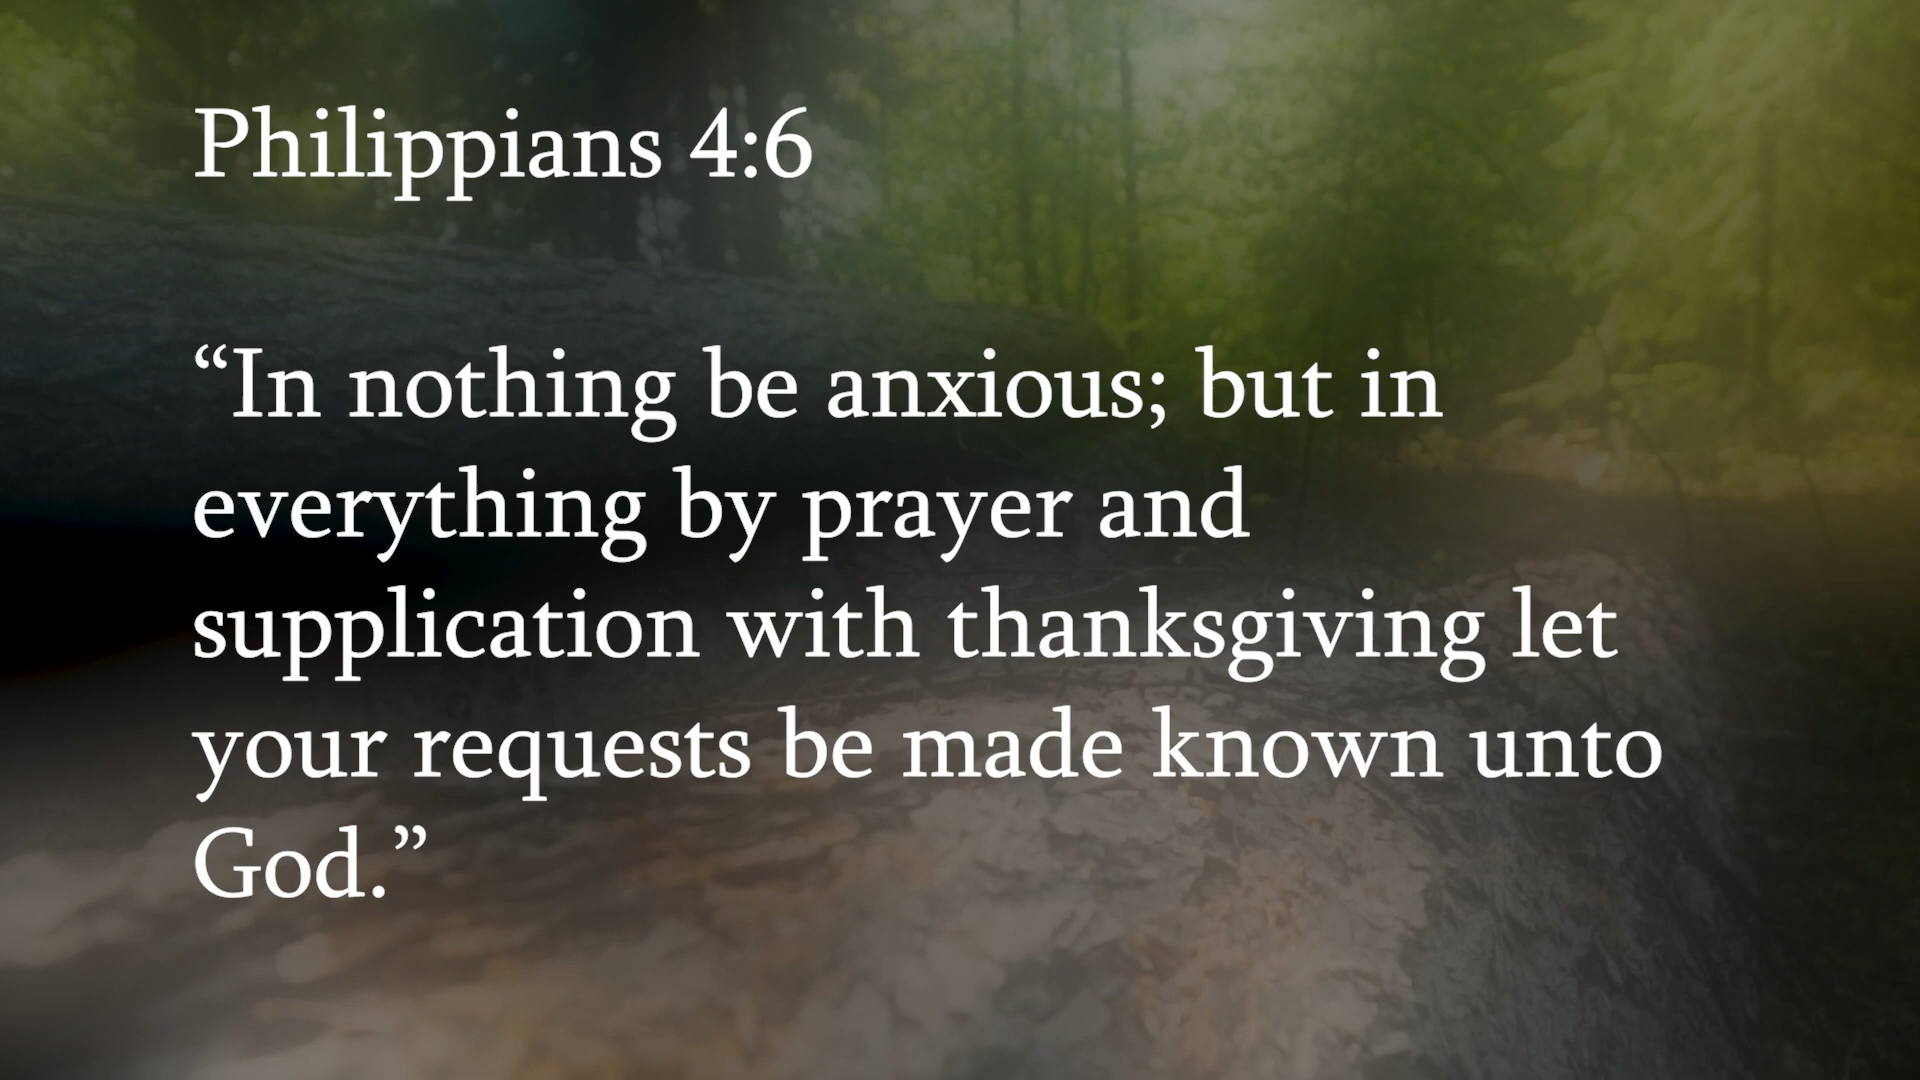 Philippians 4:6
“In nothing be anxious; but in
everything by prayer and
supplication with thanksgiving let
your requests be made known unto
God.”